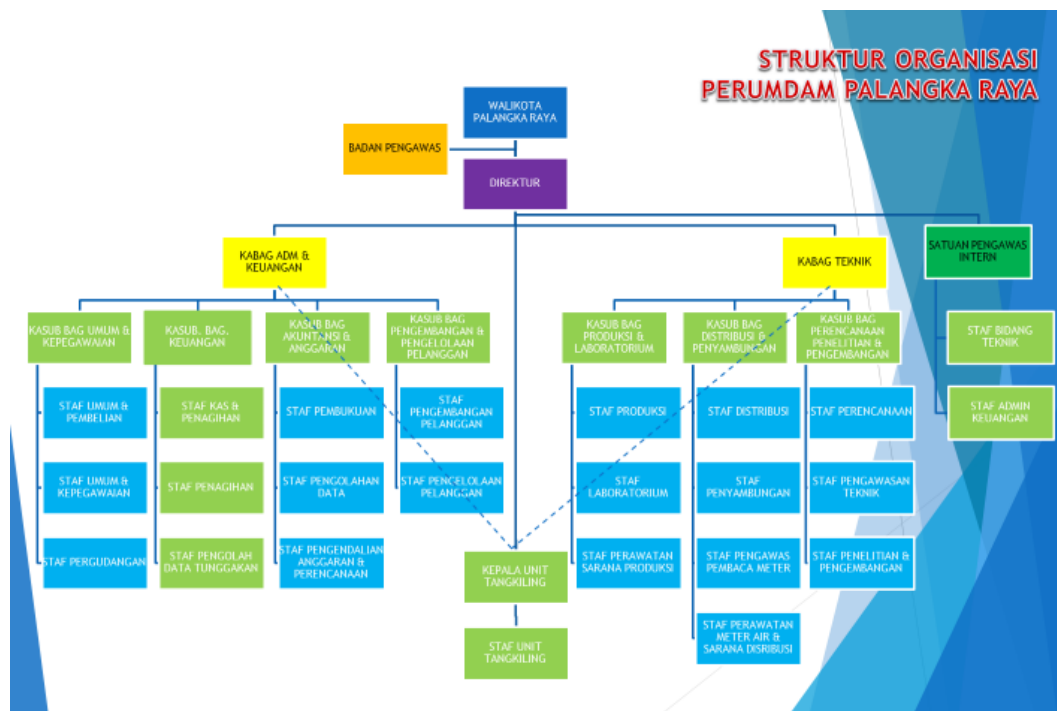 STRUKTUR ORGANISASI
PERUMDAM PALANGKA RAYA
WALIKOTA
PALANGKA RAYA
BADAN PENGAWAS
DIREKTUR
KABAG ADM &
KEUANGAN
KABAG TEKNIK
SATUAN PENGAWAS
INTERN
KASUB BAG UMUM &
KEPEGAWAIAN
KASUB. BAG.
KEUANGAN
KASUB BAG
AKUNTANSI &
ANGGARAN
KASUB BAG
PENGEMBANGAN &
PENGELOLAAN
PELANGGAN
KASUB BAG
PRODUKSI &
LABORATORIUM
KASUB BAG
DISTRIBUSI &
PENYAMBUNGAN
KASUB BAG
PERENCANAAN
PENELITIAN &
PENGEMBANGAN
STAF BIDANG
TEKNIK
STAF UMUM &
PEMBELIAN
STAF KAS &
PENAGIHAN
STAF PEMBUKUAN
STAF
PENGEMBANGAN
PELANGGAN
STAF PRODUKSI
STAF DISTRIBUSI
STAF PERENCANAAN
STAF ADMIN
KEUANGAN
STAF UMUM &
KEPEGAWAIAN
STAF PENAGIHAN
STAF PENGOLAHAN
DATA
STAF PENGELOLAAN
PELANGGAN
STAF
LABORATORIUM
STAF
PENYAMBUNGAN
STAF PENGAWASAN
TEKNIK
STAF PERGUDANGAN
STAF PENGOLAH
DATA TUNGGAKAN
STAF PENGENDALIAN
ANGGARAN &
PERENCANAAN
KEPALA UNIT
TANGKILING
STAF PERAWATAN
SARANA PRODUKSI
STAF PENGAWAS
PEMBACA METER
STAF PENELITIAN &
PENGEMBANGAN
STAF UNIT
TANGKILING
STAF PERAWATAN
METER AIR &
SARANA DISRIBUSI